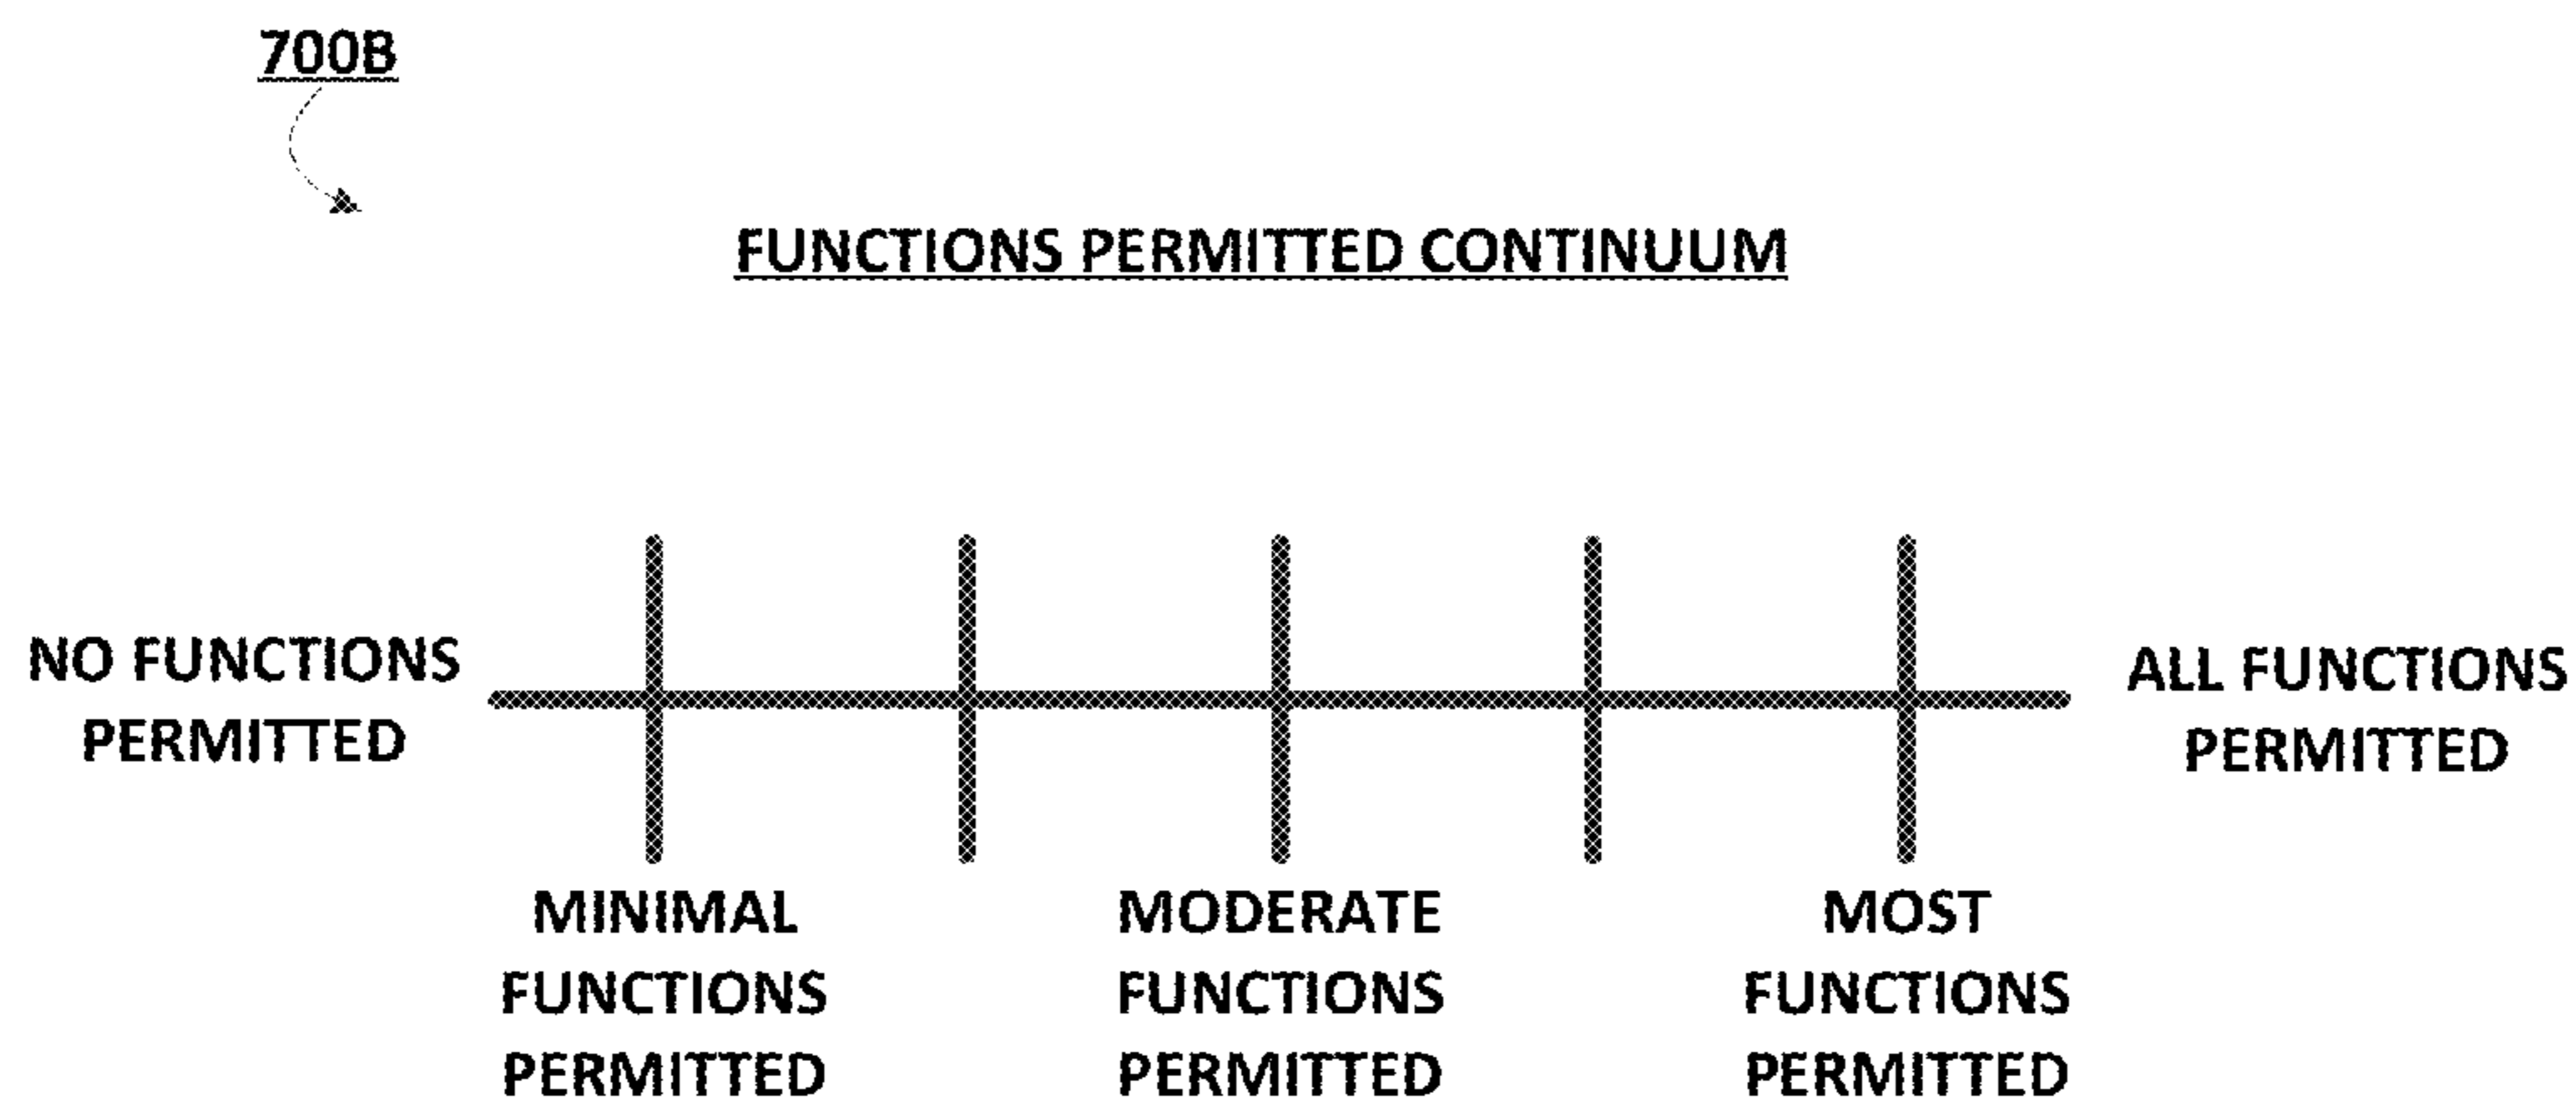 700B
FUNCTIONS PERMITTED CONTINUUM
NO FUNCTIONS
PERMITTED
ALL FUNCTIONS
PERMITTED
MINIMAL
FUNCTIONS
PERMITTED
MODERATE
FUNCTIONS
PERMITTED
MOST
FUNCTIONS
PERMITTED